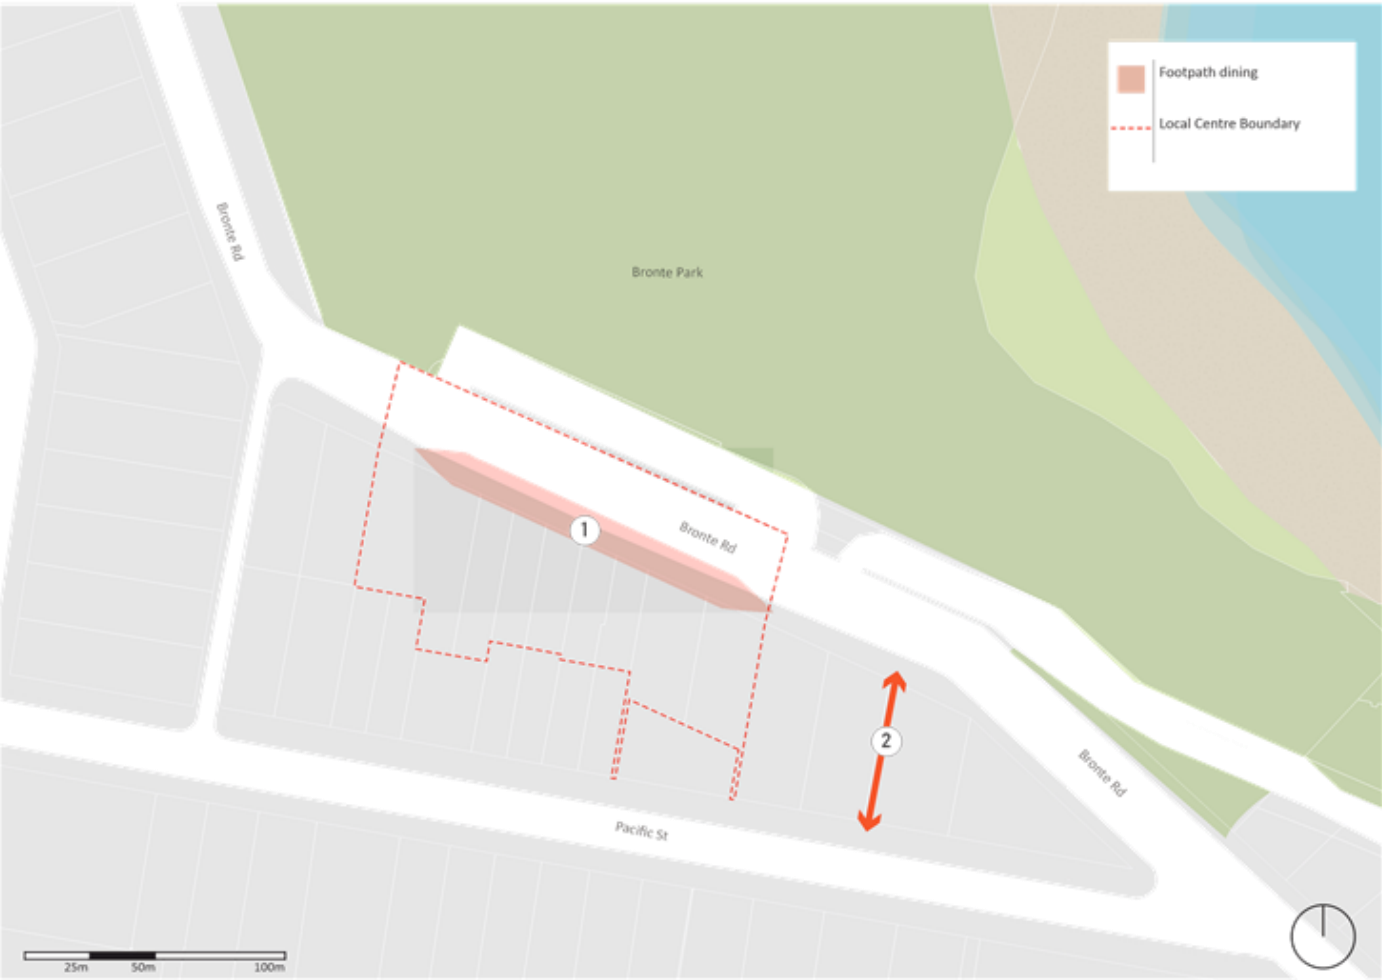 Footpath dining
Local Centre Boundary
Bronte Rd
Bronte Park
1
Bronte Rd
2
Bronte Rd
Pacific St
25m 50m 100m